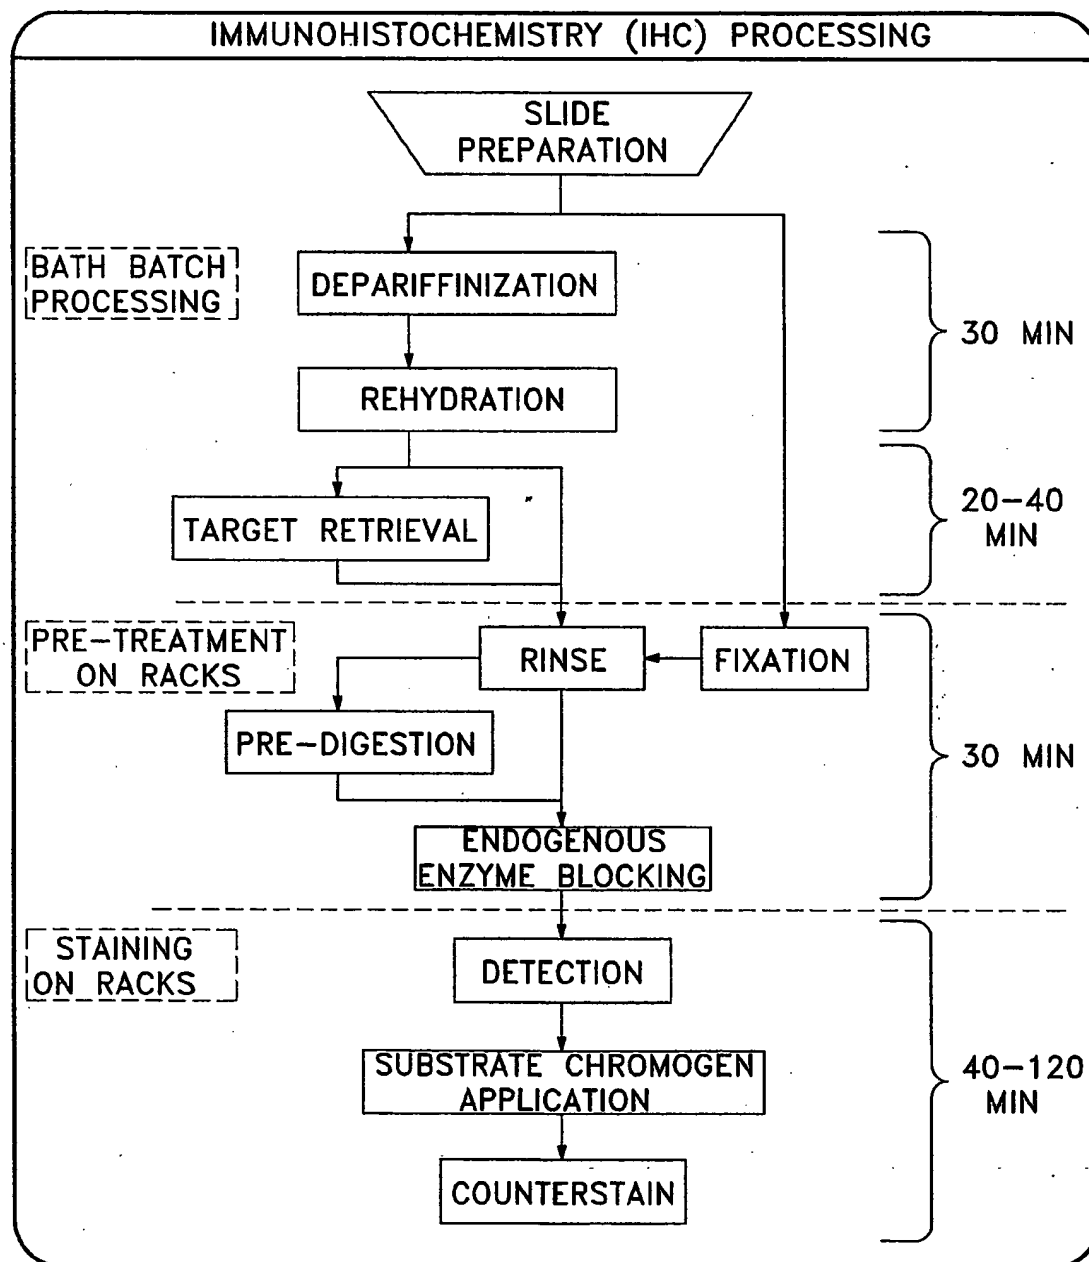 IMMUNOHISTOCHEMISTRY (IHC) PROCESSING
SLIDE
PREPARATION
BATH BATCH
PROCESSING
DEPARIFFINIZATION
30 MIN
REHYDRATION
TARGET RETRIEVAL
20-40
MIN
PRE-TREATMENT
ON RACKS
RINSE
FIXATION
PRE-DIGESTION
30 MIN
ENDOGENOUS
ENZYME BLOCKING
STAINING
ON RACKS
DETECTION
SUBSTRATE CHROMOGEN
APPLICATION
40-120
MIN
COUNTERSTAIN